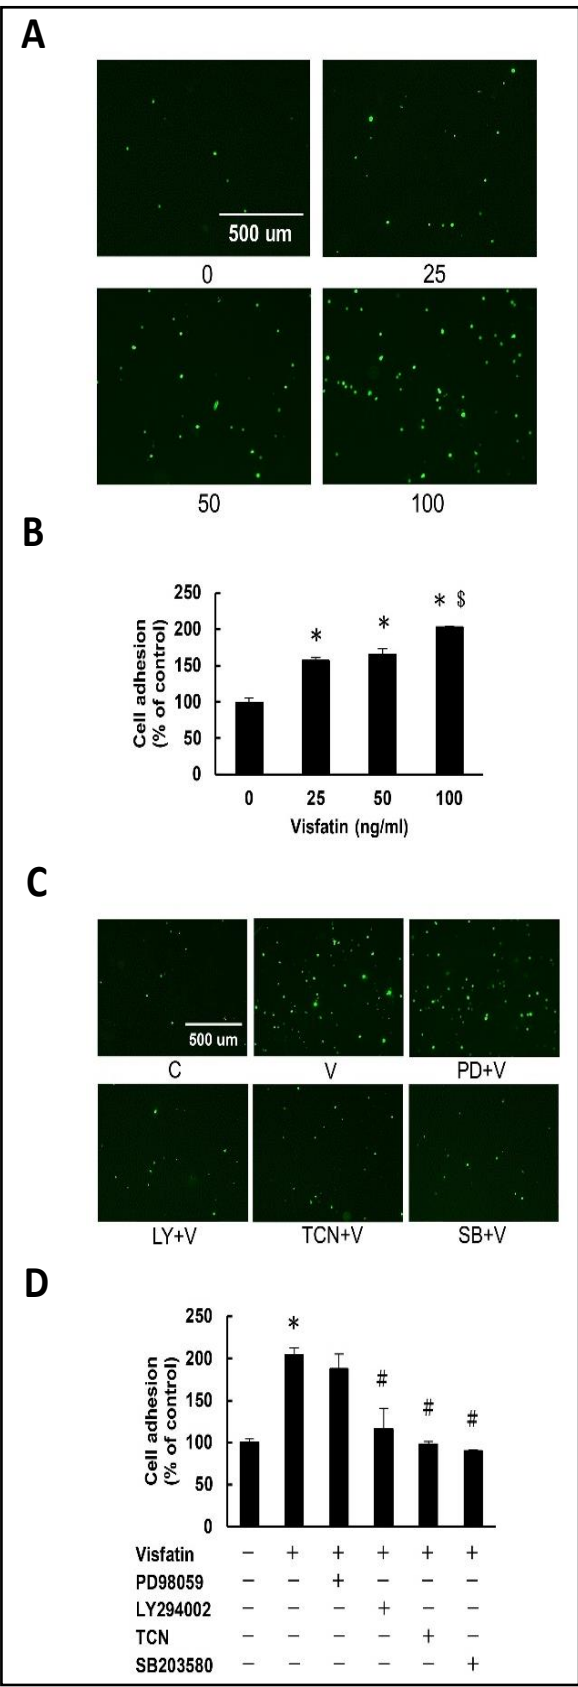 A
500 um
0 25
50 100
B
250
200
150
100
50
0
Cell adhesion
(% of control)
*
*
* $
0 25 50 100
Visfatin (ng/ml)
C
500 um
C V PD+V
LY+V TCN+V SB+V
D
250
200
150
100
50
0
Cell adhesion
(% of control)
*
#
#
#
Visfatin − + + + + +
PD98059 − − + − − −
LY294002 − − − + − −
TCN − − − − + −
SB203580 − − − − − +